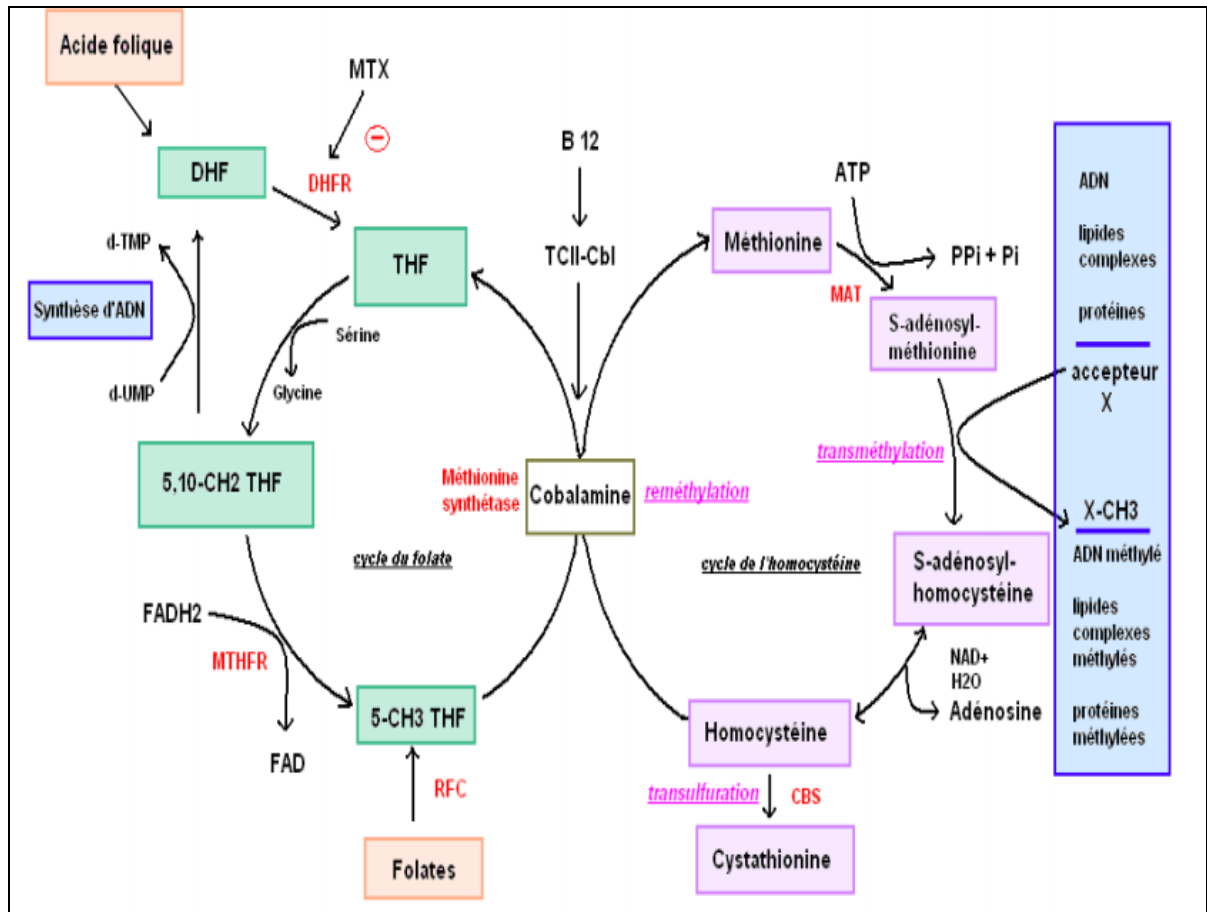 Acide folique
MTX
DHF
DHFR
d-TMP
Synthèse d'ADN
d-UMP
THF
Sérine
Glycine
5,10-CH2 THF
FADH2
MTHFR
FAD
cycle du folate
5-CH3 THF
RFC
Folates
B 12
TCII-Cbl
Méthionine
synthétase
Cobalamine
reméthylation
ATP
Méthionine
PPi + Pi
MAT
S-adénosyl-
méthionine
transméthylation
cycle de l'homocystéine
S-adénosyl-
homocystéine
NAD+
H2O
Adénosine
Homocystéine
transulfuration
CBS
Cystathionine
ADN
lipides
complexes
protéines
accepteur
X
X-CH3
ADN méthylé
lipides
complexes
méthylés
protéines
méthylées